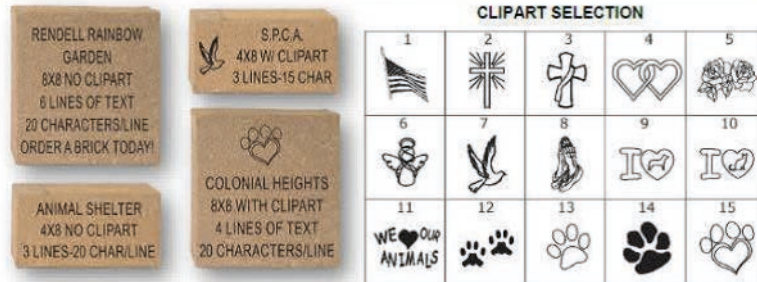 RENDELL RAINBOW
GARDEN
8X8 NO CLIPART
6 LINES OF TEXT
20 CHARACTERS/LINE
ORDER A BRICK TODAY!
S.P.C.A.
4X8 W/ CLIPART
3 LINES-15 CHAR
ANIMAL SHELTER
4X8 NO CLIPART
3 LINES-20 CHAR/LINE
COLONIAL HEIGHTS
8X8 WITH CLIPART
4 LINES OF TEXT
20 CHARACTERS/LINE
CLIPART SELECTION
1 2 3 4 5
6 7 8 9 10
I I
11 12 13 14 15
WE OUR
ANIMALS